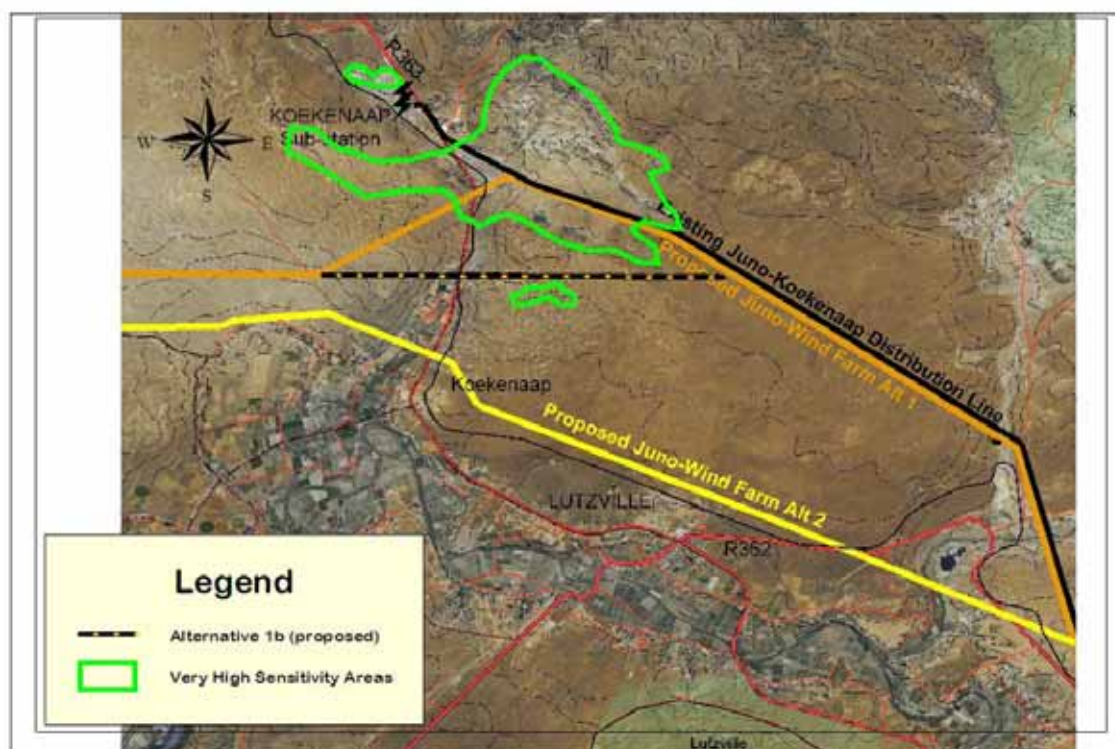 R363
N
W
E
S
KOEKENAAP
Sub-station
Existing Juno-Koekenaap Distribution Line
Proposed Juno-Wind Farm Alt 1
Koekenaap
Proposed Juno-Wind Farm Alt 2
LUTZVILLE
R362
Legend
Alternative 1b (proposed)
Very High Sensitivity Areas
Lutzville
K